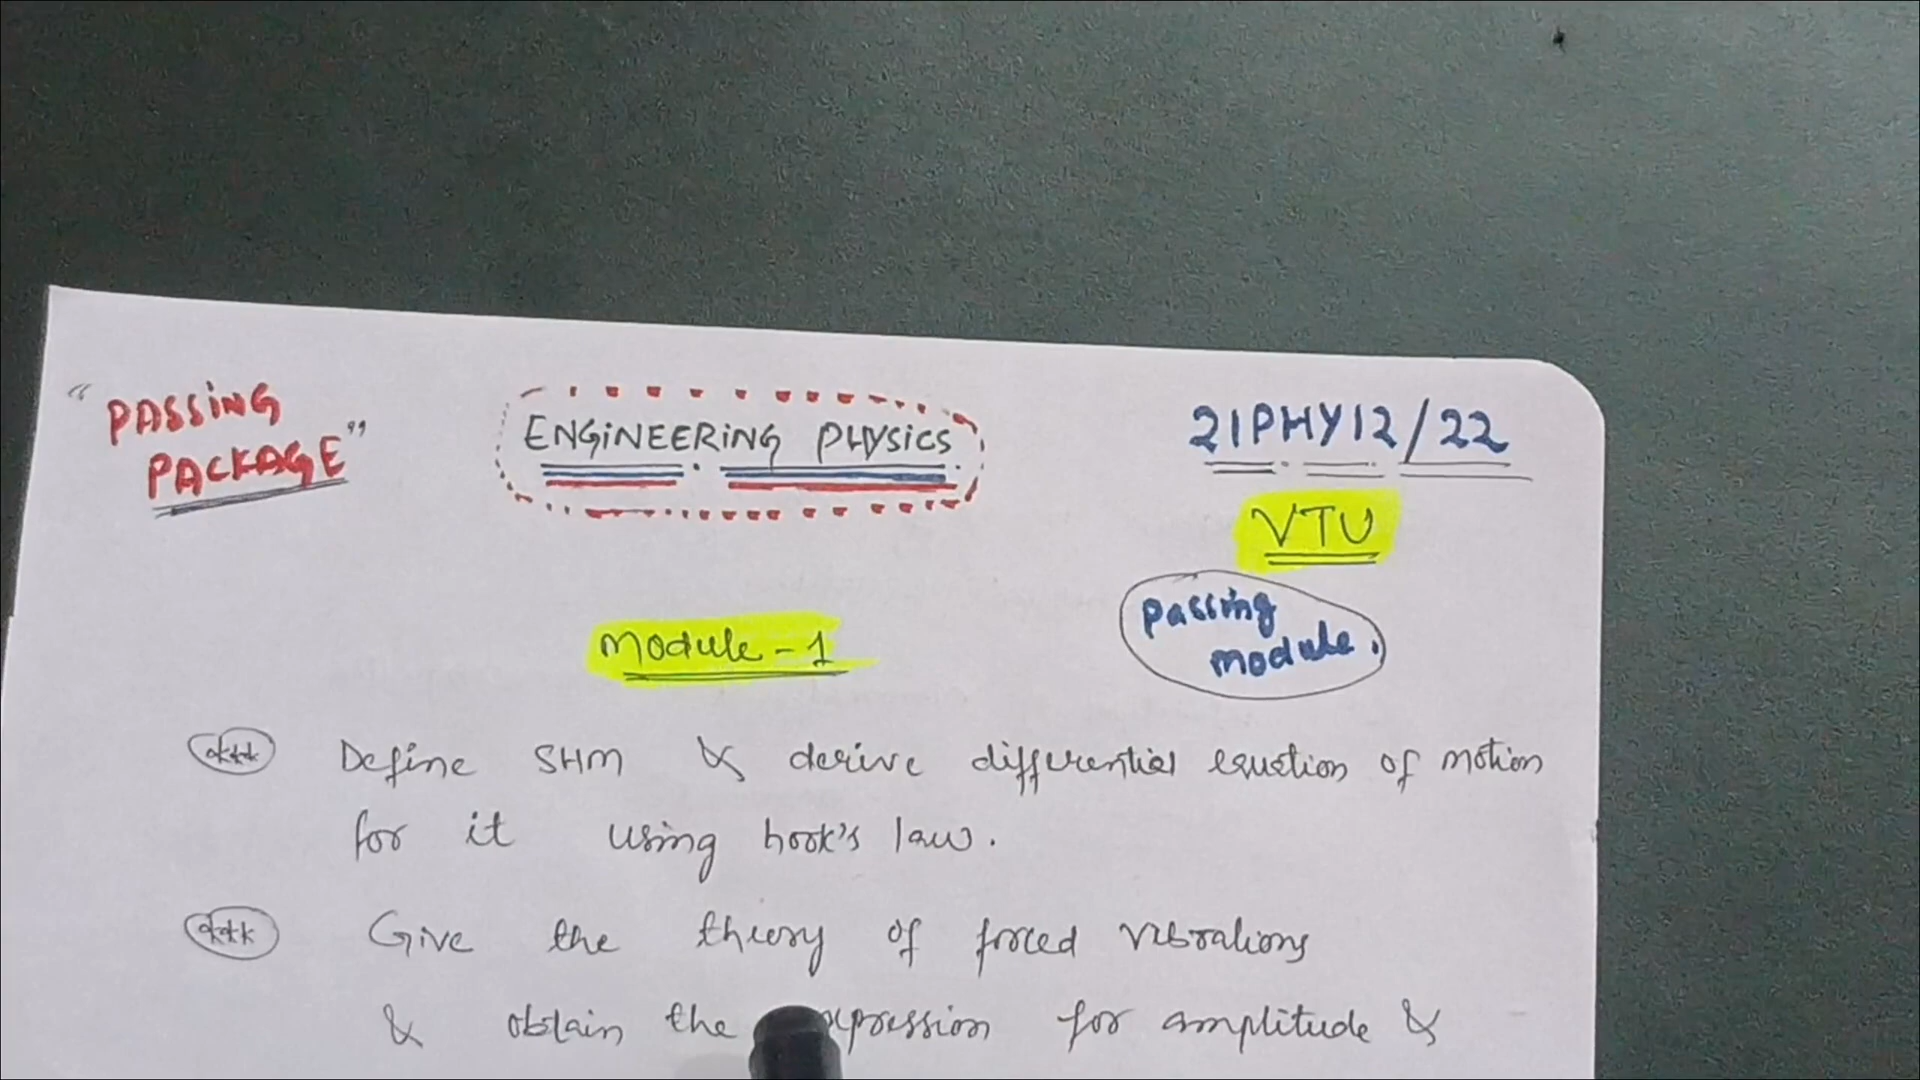 "PASSING PACKAGE"
ENGINEERING PHYSICS
21PHY12/22
VTU
Passing module.
Module - 1
*** Define SHM & derive differential equation of motion
for it using hook's law.
*** Give the theory of forced vibrations
& obtain the expression for amplitude &